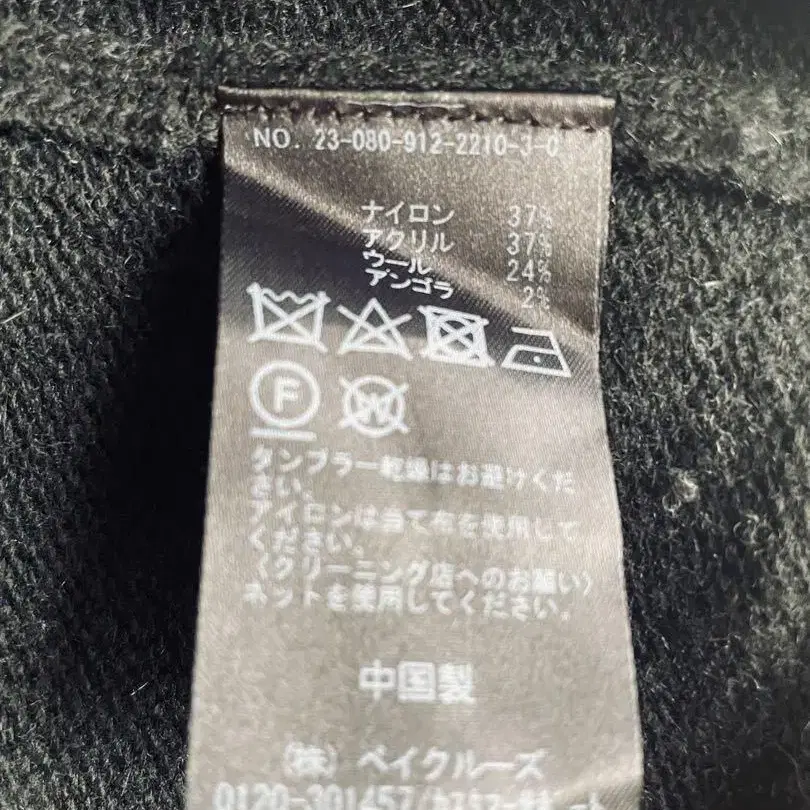 NO. 23-080-912-2210-3-0
ナイロン 37%
アクリル 37%
ウール 24%
アンゴラ 2%
F
W
タンブラー乾燥はお避けくだ
さい。
アイロンは当て布を使用して
ください。
〈クリーニング店へのお願い〉
ネットを使用してください。
中国製
(株) ベイクルーズ
0120-301457